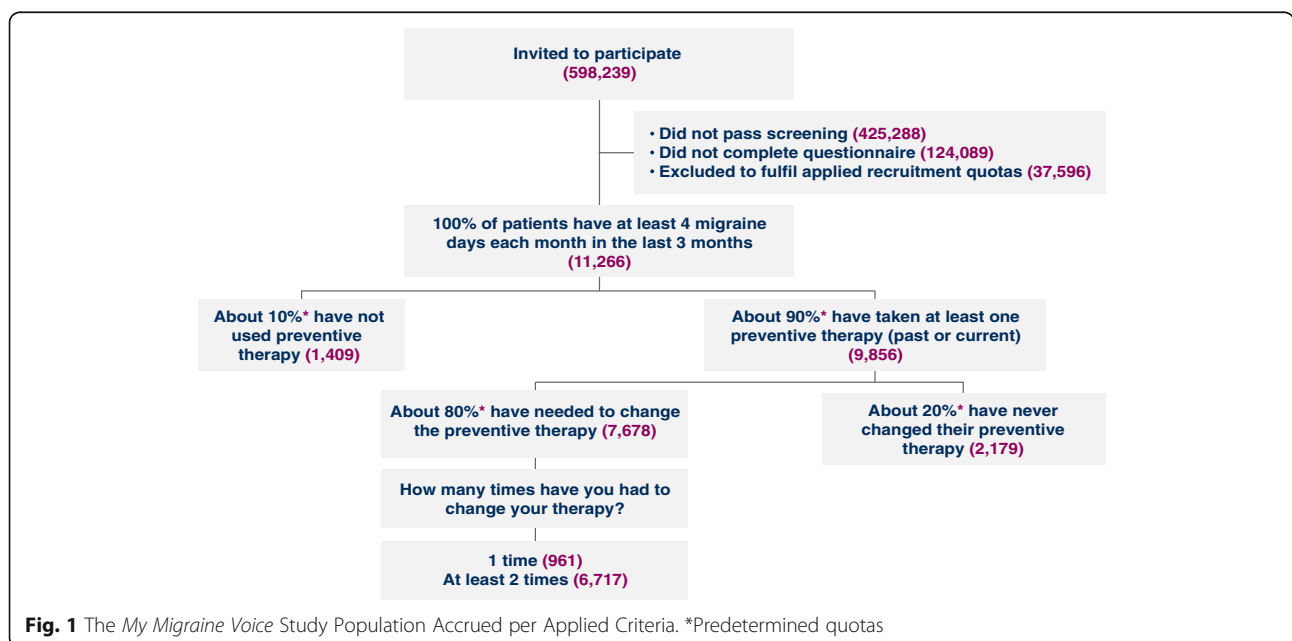 Invited to participate
(598,239)
• Did not pass screening (425,288)
• Did not complete questionnaire (124,089)
• Excluded to fulfil applied recruitment quotas (37,596)
100% of patients have at least 4 migraine
days each month in the last 3 months
(11,266)
About 10%* have not
used preventive
therapy (1,409)
About 90%* have taken at least one
preventive therapy (past or current)
(9,856)
About 80%* have needed to change
the preventive therapy (7,678)
About 20%* have never
changed their preventive
therapy (2,179)
How many times have you had to
change your therapy?
1 time (961)
At least 2 times (6,717)
Fig. 1 The My Migraine Voice Study Population Accrued per Applied Criteria. *Predetermined quotas